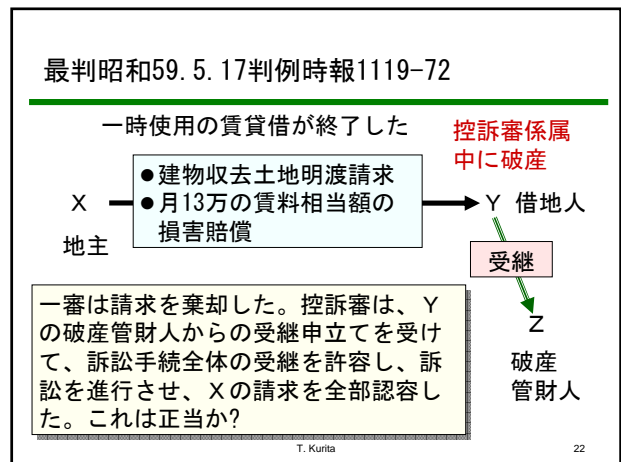 最判昭和59.5.17判例時報1119-72
一時使用の賃貸借が終了した
控訴審係属
中に破産
●建物収去土地明渡請求
●月13万の賃料相当額の
損害賠償
X
地主
Y 借地人
受継
Z
破産
管財人
一審は請求を棄却した。控訴審は、Y
の破産管財人からの受継申立てを受け
て、訴訟手続全体の受継を許容し、訴
訟を進行させ、Xの請求を全部認容し
た。これは正当か?
T. Kurita
22